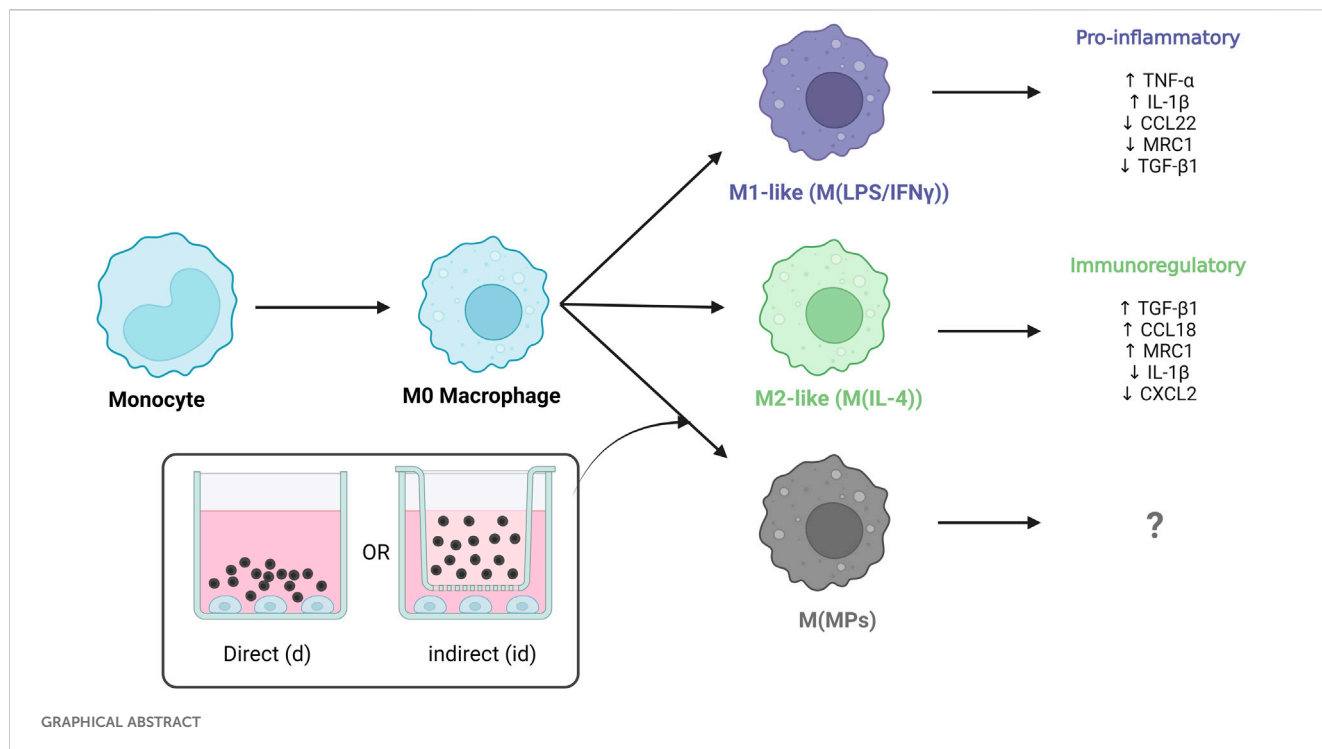 Pro-inflammatory
↑ TNF-α
↑ IL-1β
↓ CCL22
↓ MRC1
↓ TGF-β1
M1-like (M(LPS/IFNγ))
Immunoregulatory
↑ TGF-β1
↑ CCL18
↑ MRC1
↓ IL-1β
↓ CXCL2
Monocyte
M0 Macrophage
M2-like (M(IL-4))
OR
Direct (d)
indirect (id)
?
M(MPs)
GRAPHICAL ABSTRACT